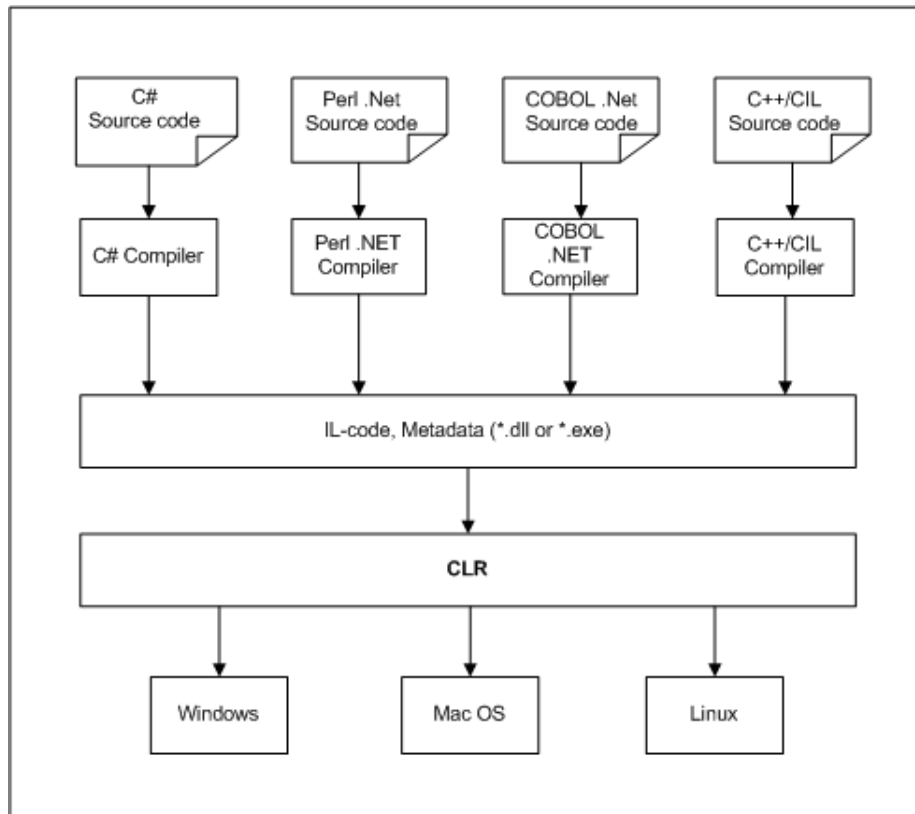 C#
Source code
Perl .Net
Source code
COBOL .Net
Source code
C++/CIL
Source code
C# Compiler
Perl .NET
Compiler
COBOL
.NET
Compiler
C++/CIL
Compiler
IL-code, Metadata (*.dll or *.exe)
CLR
Windows
Mac OS
Linux